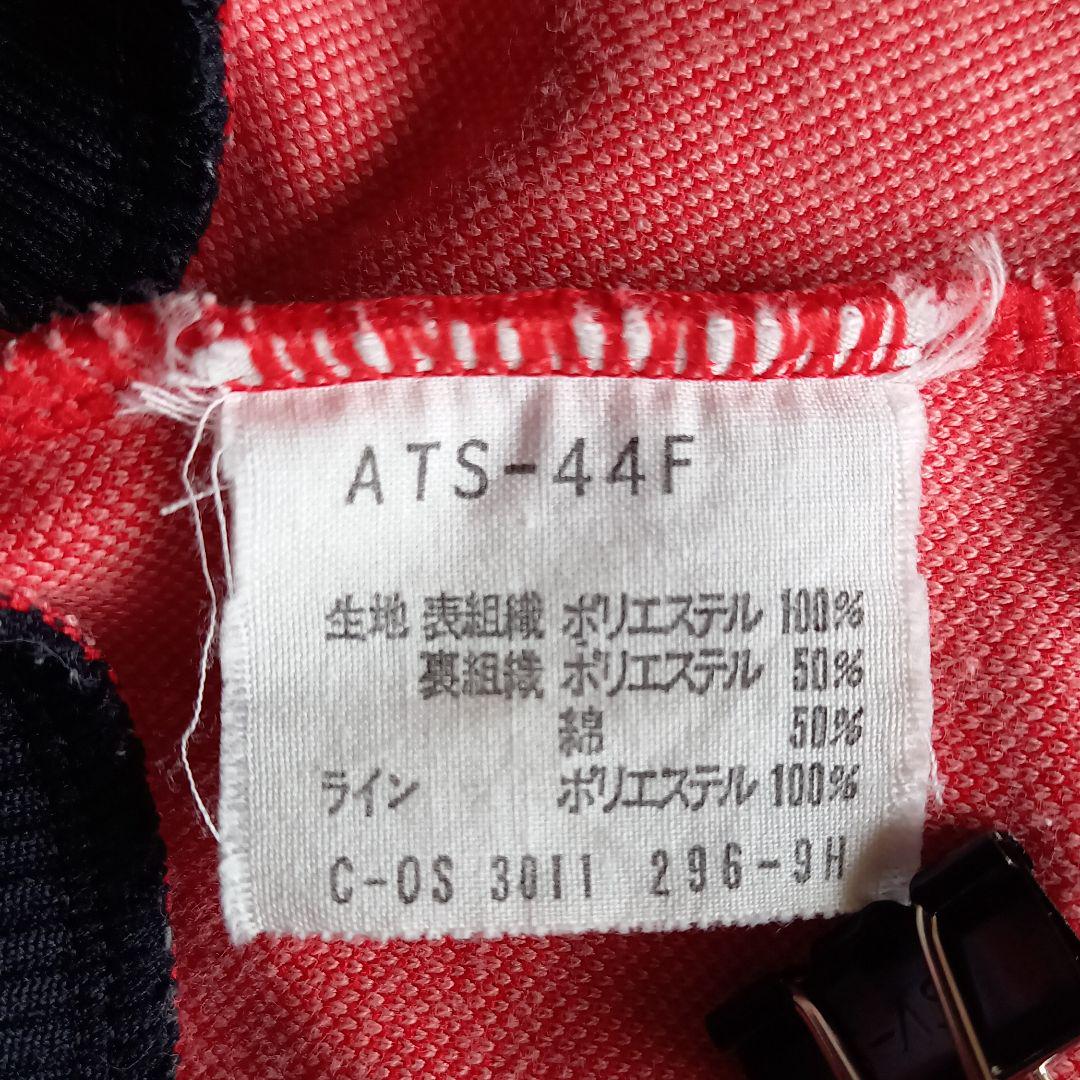 ATS-44F
生地 表組織 ポリエステル 100%
裏組織 ポリエステル 50%
綿 50%
ライン ポリエステル 100%
C-OS 3011 296-9H